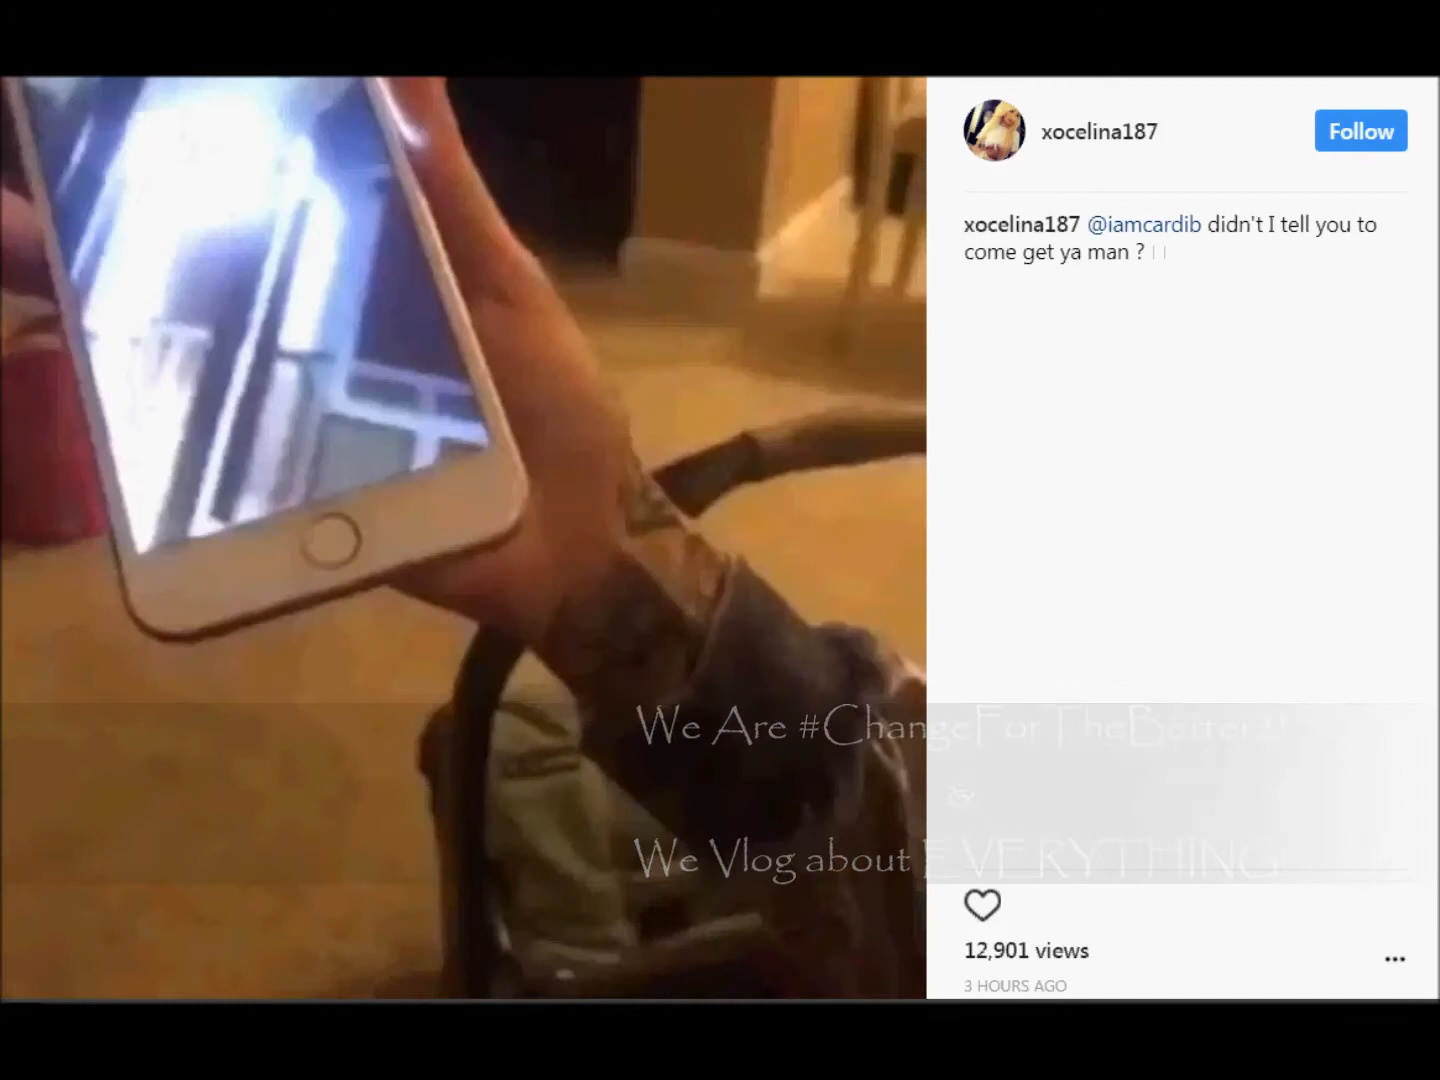 xocelina187
Follow
xocelina187 @iamcardib didn't I tell you to
come get ya man ?
We Are #ChangeForTheBetter2!
&
We Vlog about EVERYTHING
12,901 views
3 HOURS AGO